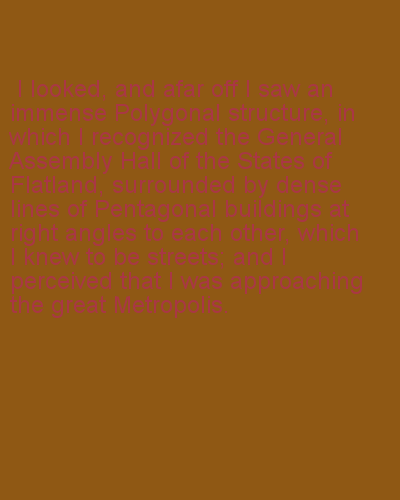 I looked, and afar off I saw an
immense Polygonal structure, in
which I recognized the General
Assembly Hall of the States of
Flatland, surrounded by dense
lines of Pentagonal buildings at
right angles to each other, which
I knew to be streets; and I
perceived that I was approaching
the great Metropolis